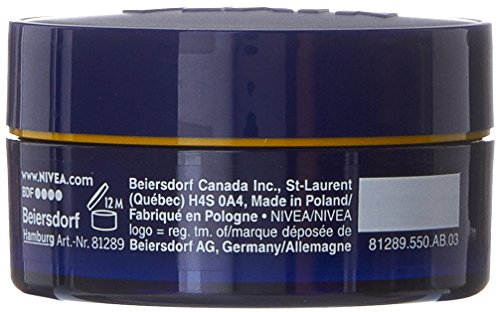 www.NIVEA.com
BDF ●●●●
Beiersdorf
Hamburg Art.-Nr. 81289
12 M
Beiersdorf Canada Inc., St-Laurent
(Québec) H4S 0A4, Made in Poland/
Fabriqué en Pologne • NIVEA/NIVEA
logo = reg. tm. of/marque déposée de
Beiersdorf AG, Germany/Allemagne
81289.550.AB.03